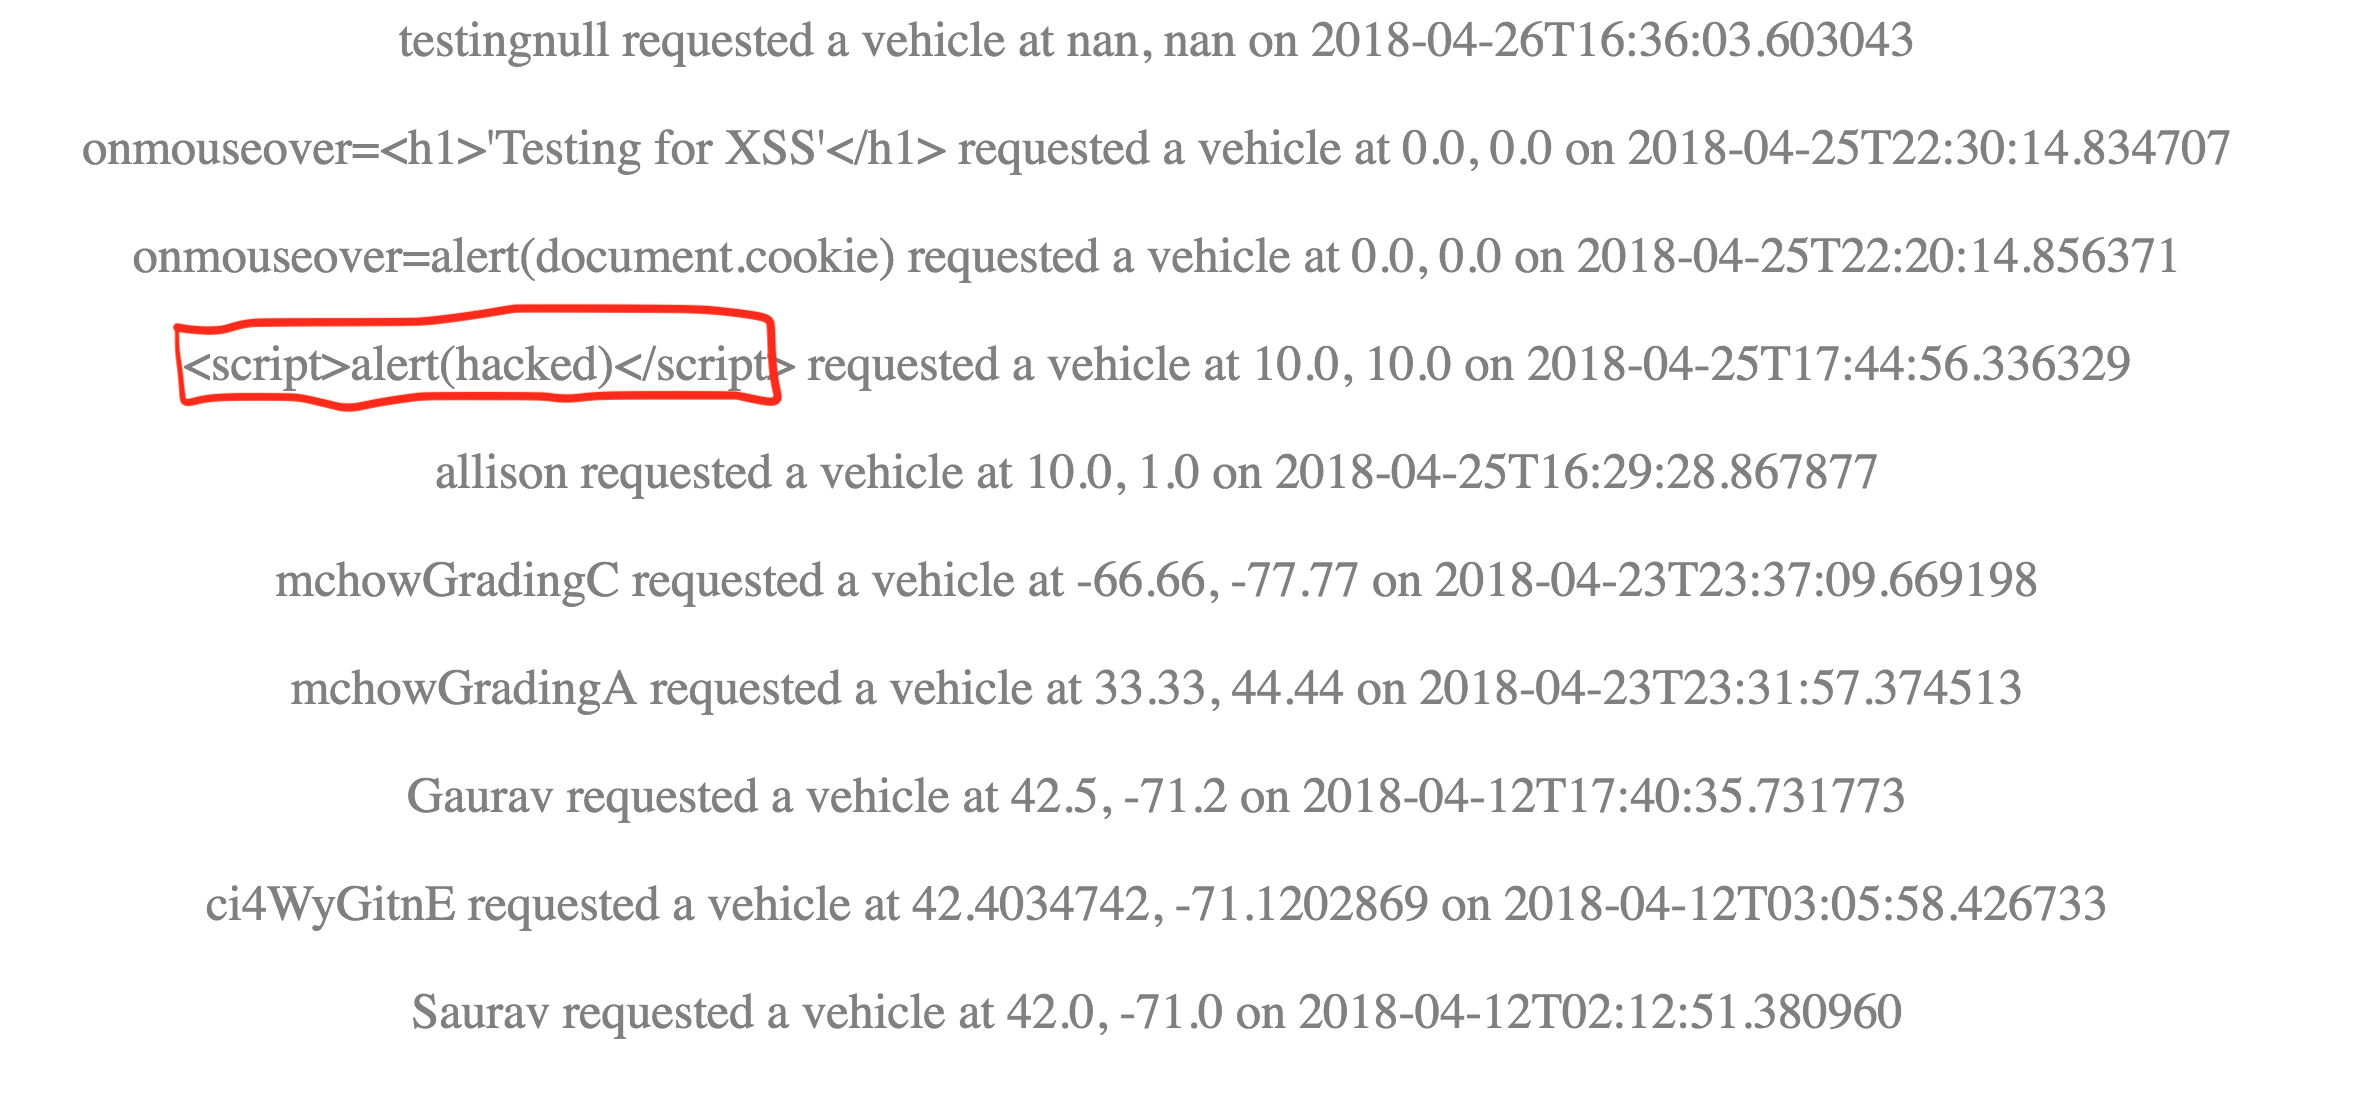 testingnull requested a vehicle at nan, nan on 2018-04-26T16:36:03.603043
onmouseover=<h1>'Testing for XSS'</h1> requested a vehicle at 0.0, 0.0 on 2018-04-25T22:30:14.834707
onmouseover=alert(document.cookie) requested a vehicle at 0.0, 0.0 on 2018-04-25T22:20:14.856371
<script>alert(hacked)</script> requested a vehicle at 10.0, 10.0 on 2018-04-25T17:44:56.336329
allison requested a vehicle at 10.0, 1.0 on 2018-04-25T16:29:28.867877
mchowGradingC requested a vehicle at -66.66, -77.77 on 2018-04-23T23:37:09.669198
mchowGradingA requested a vehicle at 33.33, 44.44 on 2018-04-23T23:31:57.374513
Gaurav requested a vehicle at 42.5, -71.2 on 2018-04-12T17:40:35.731773
ci4WyGitnE requested a vehicle at 42.4034742, -71.1202869 on 2018-04-12T03:05:58.426733
Saurav requested a vehicle at 42.0, -71.0 on 2018-04-12T02:12:51.380960